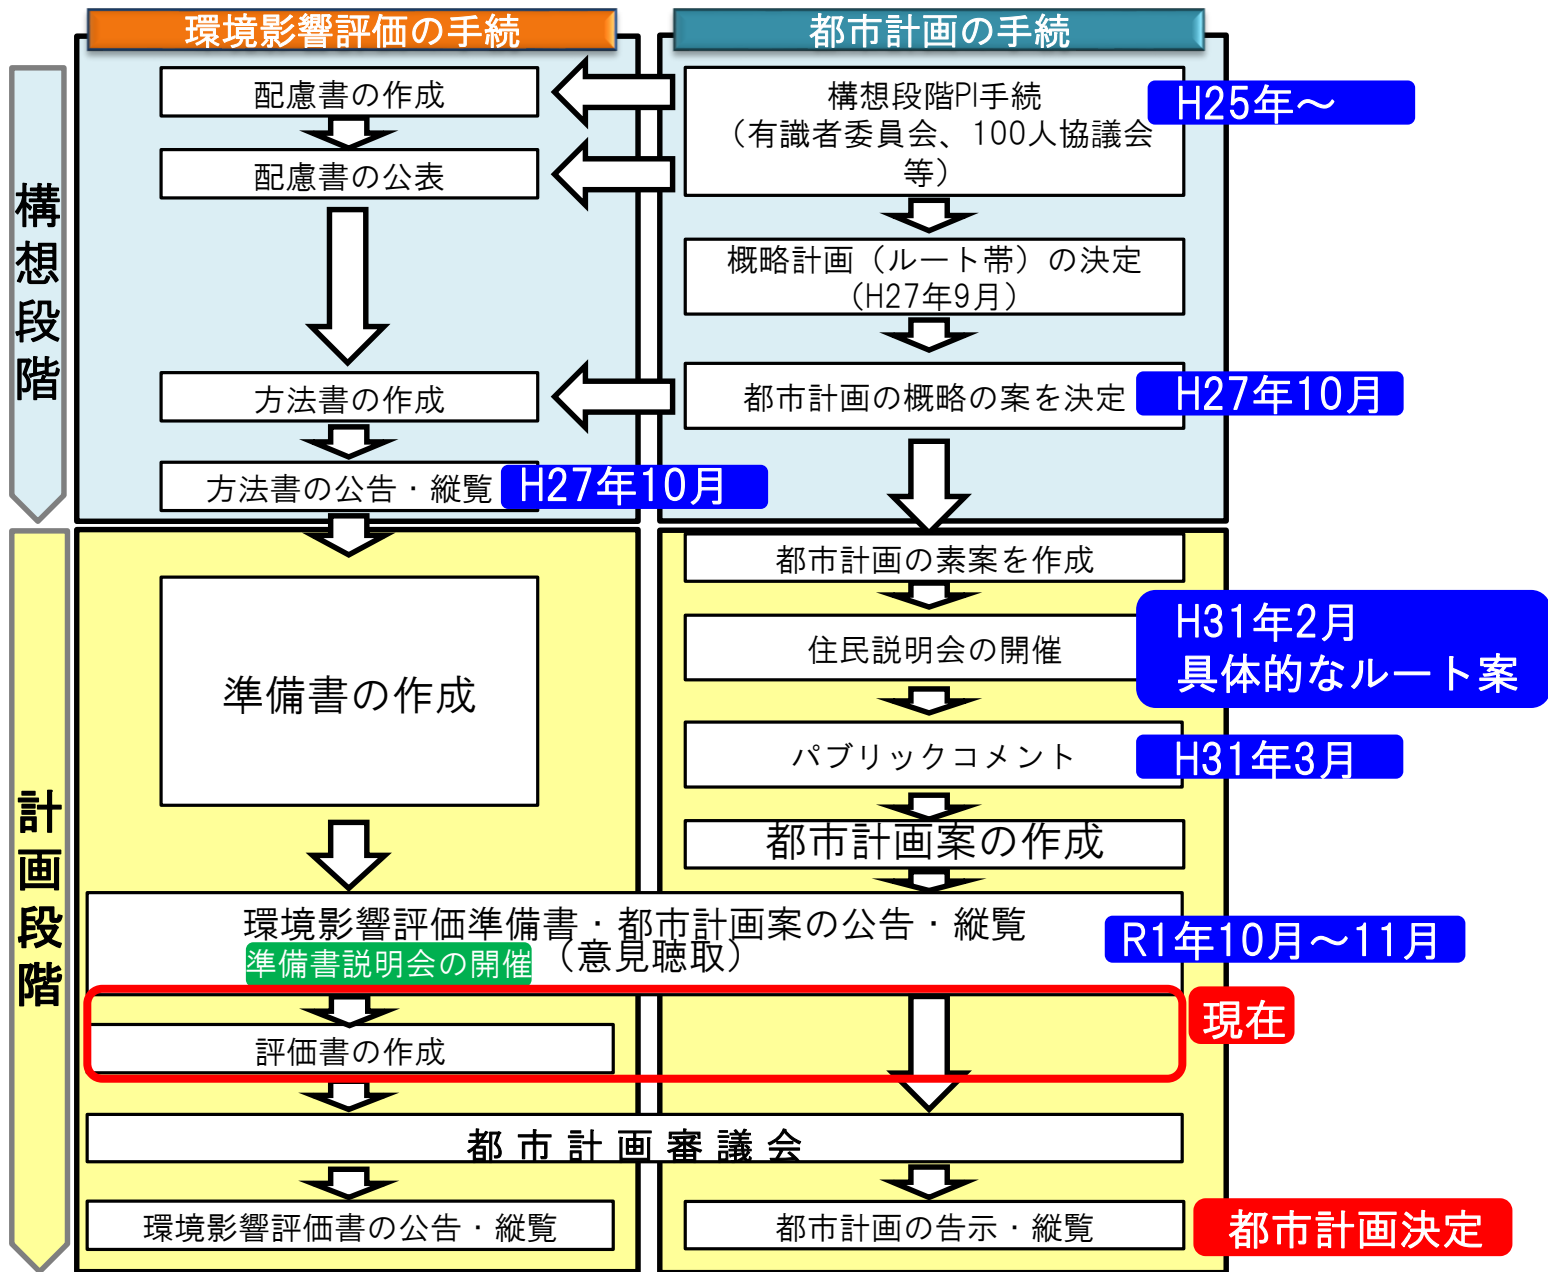 環境影響評価の手続
都市計画の手続
構想段階
配慮書の作成
配慮書の公表
方法書の作成
方法書の公告・縦覧
H27年10月
構想段階PI手続
（有識者委員会、100人協議会
等）
H25年～
概略計画（ルート帯）の決定
（H27年9月）
都市計画の概略の案を決定
H27年10月
計画段階
準備書の作成
都市計画の素案を作成
住民説明会の開催
H31年2月
具体的なルート案
パブリックコメント
H31年3月
都市計画案の作成
環境影響評価準備書・都市計画案の公告・縦覧
準備書説明会の開催
（意見聴取）
R1年10月～11月
現在
評価書の作成
都市計画審議会
環境影響評価書の公告・縦覧
都市計画の告示・縦覧
都市計画決定